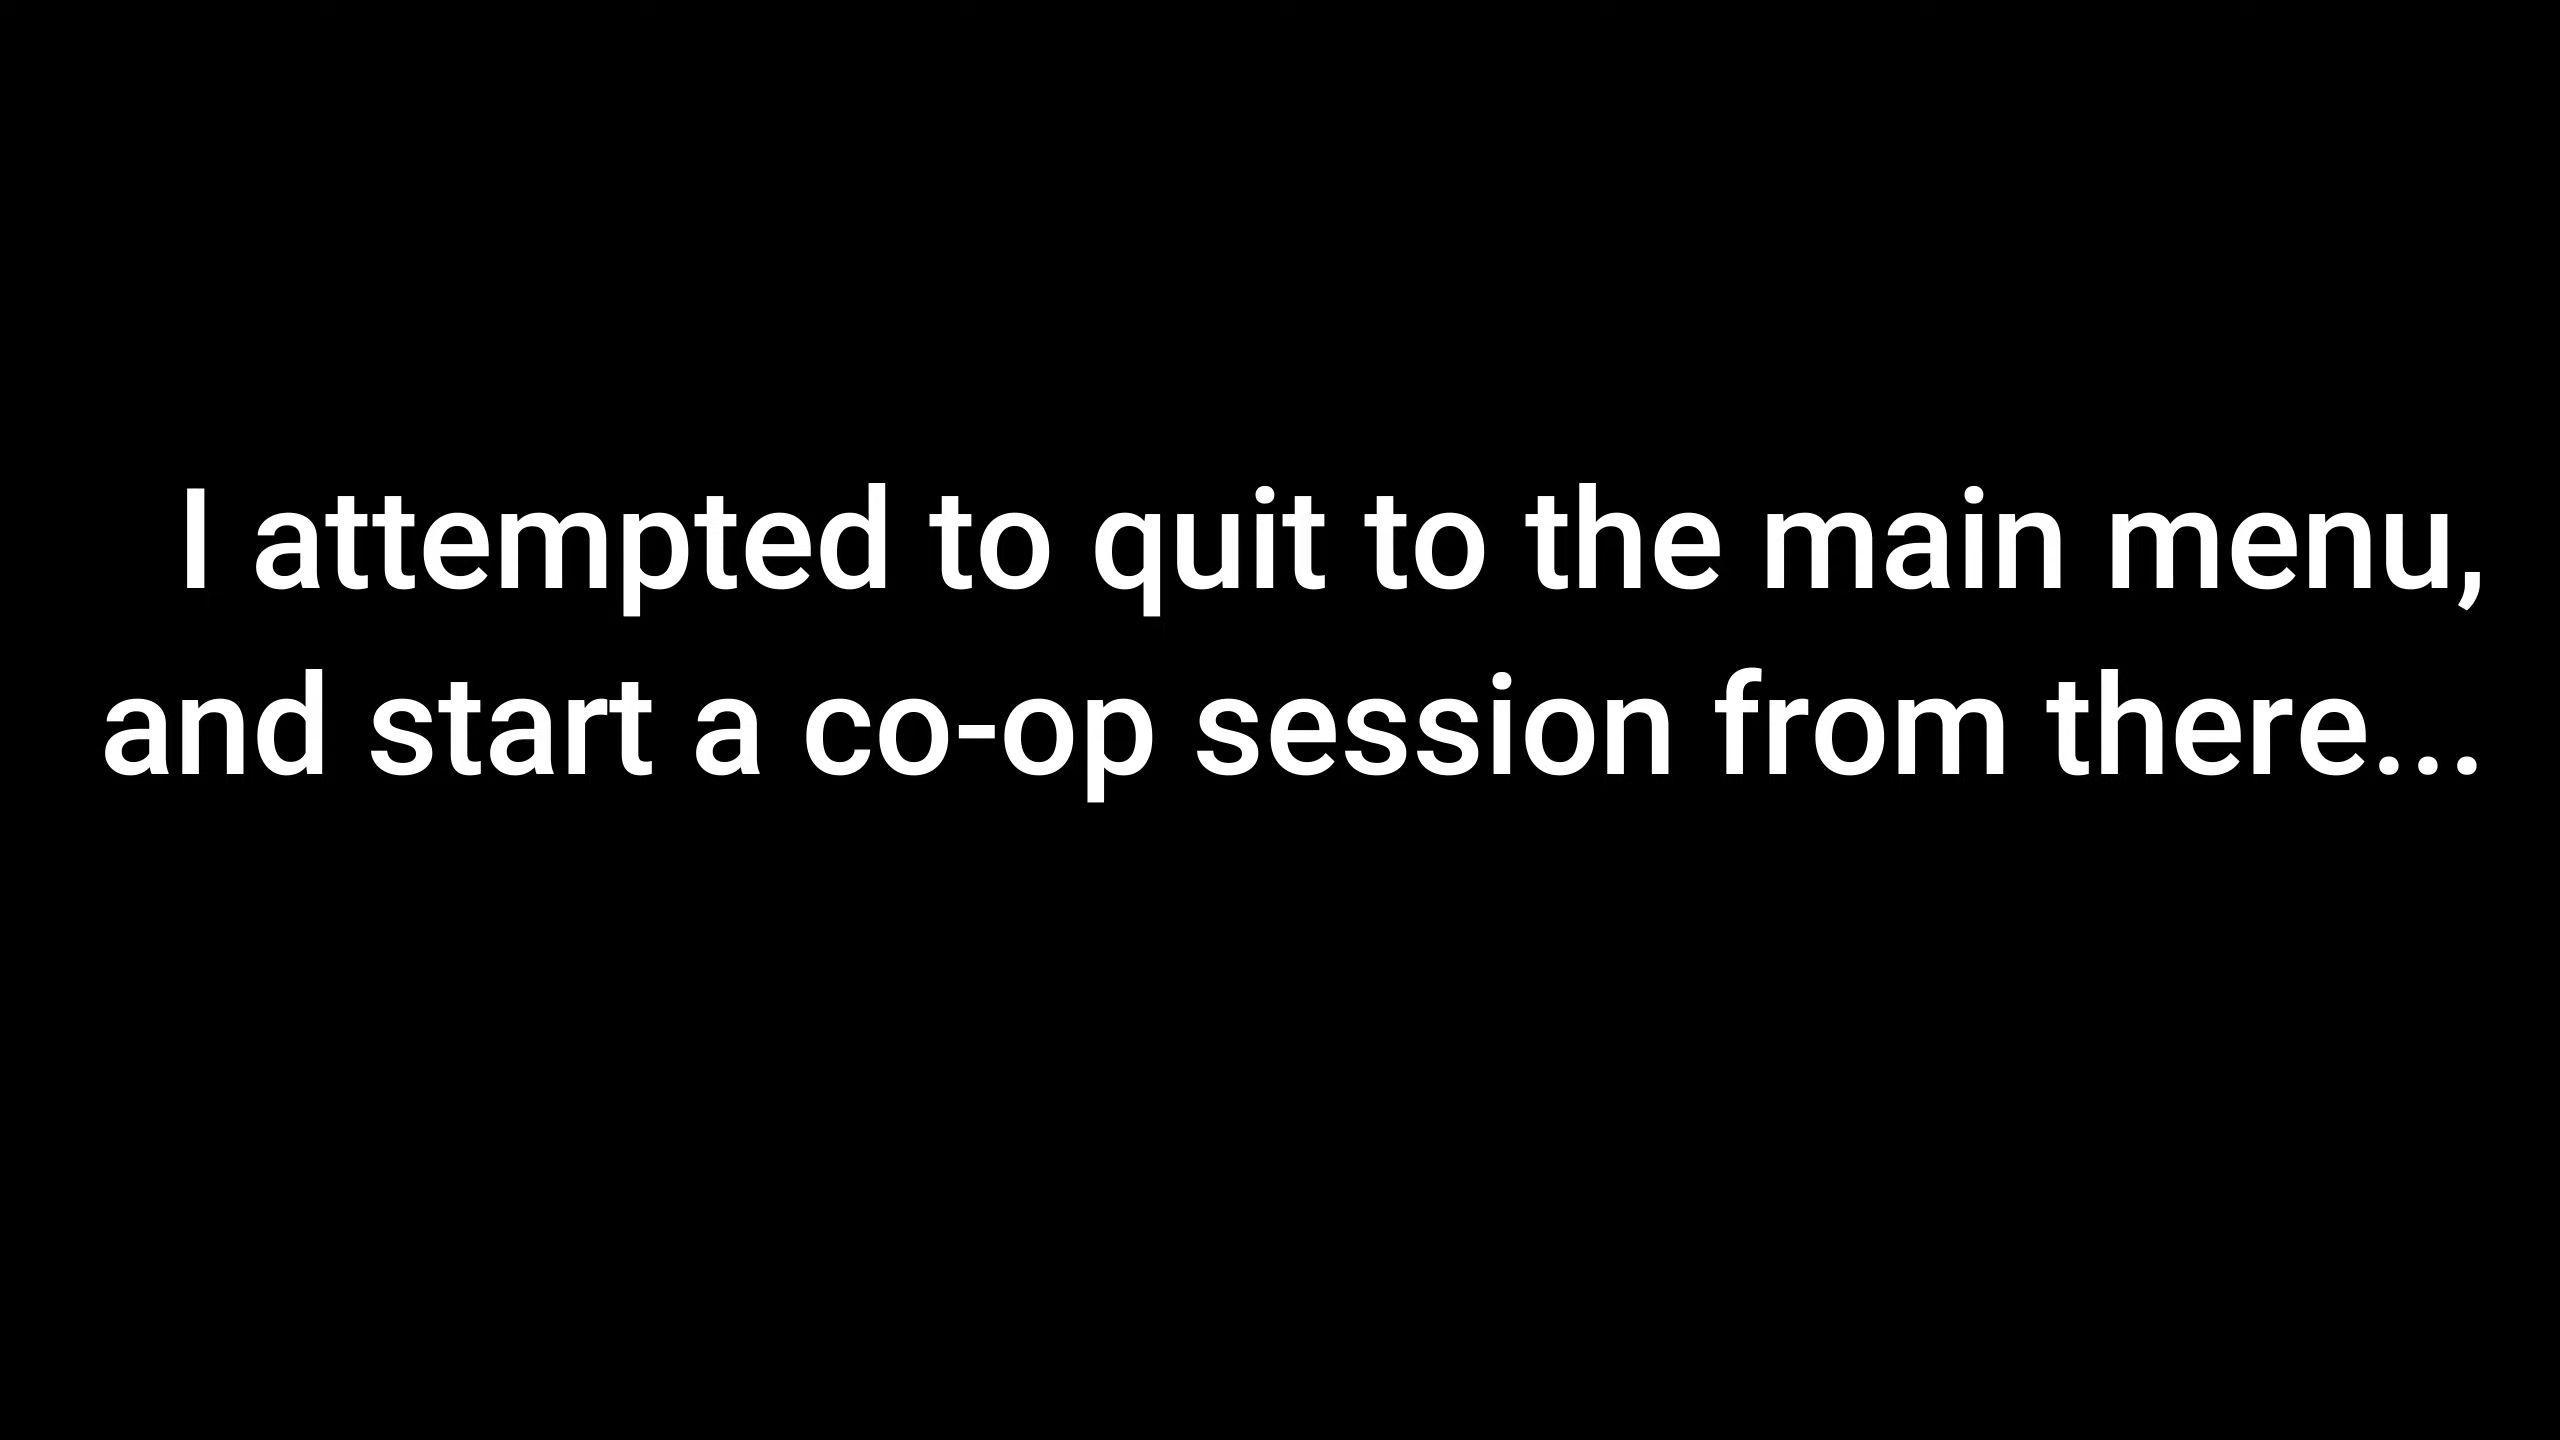 I attempted to quit to the main menu,
and start a co-op session from there...